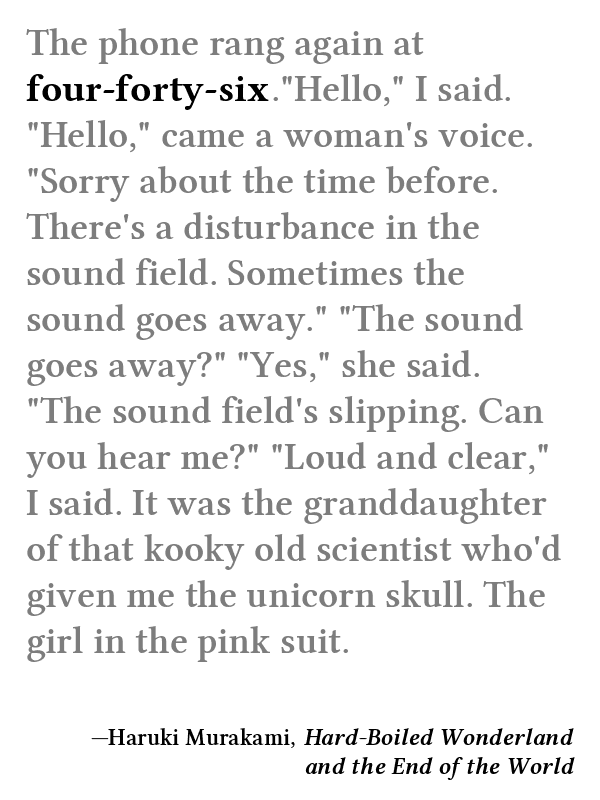 The phone rang again at
four-forty-six."Hello," I said.
"Hello," came a woman's voice.
"Sorry about the time before.
There's a disturbance in the
sound field. Sometimes the
sound goes away." "The sound
goes away?" "Yes," she said.
"The sound field's slipping. Can
you hear me?" "Loud and clear,"
I said. It was the granddaughter
of that kooky old scientist who'd
given me the unicorn skull. The
girl in the pink suit.
—Haruki Murakami, Hard-Boiled Wonderland
and the End of the World